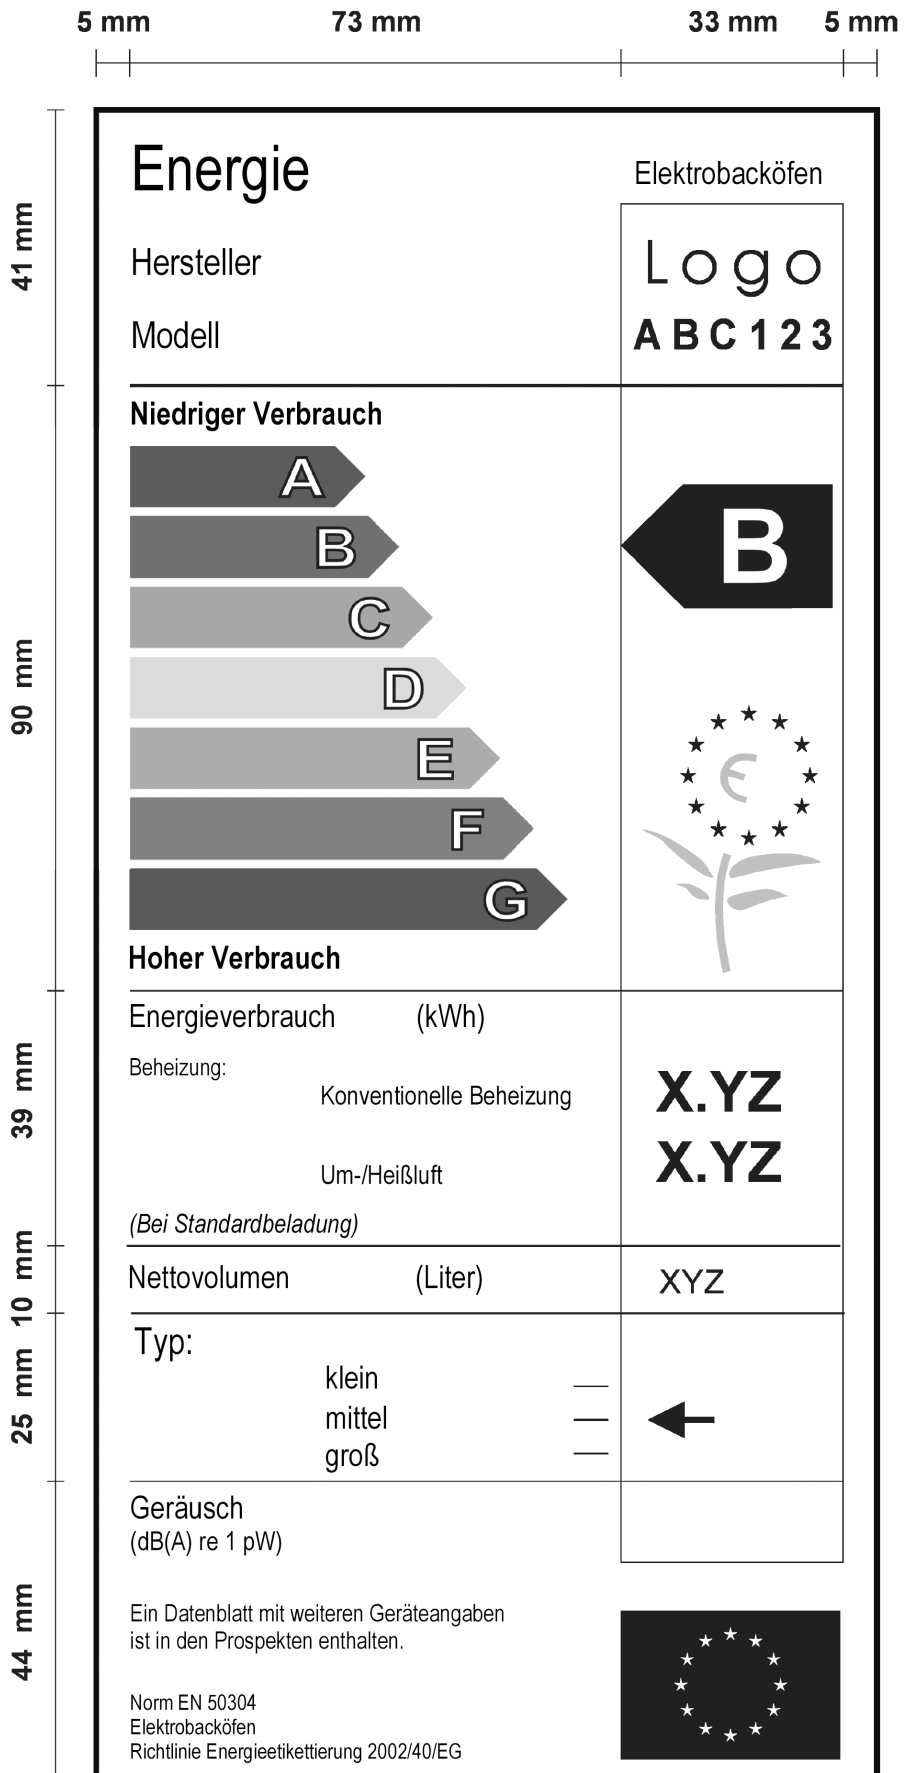 5 mm 73 mm 33 mm 5 mm
Energie
Elektrobacköfen
41 mm
Hersteller
Logo
Modell
ABC123
Niedriger Verbrauch
A
B
B
C
D
90 mm
E
F
G
Hoher Verbrauch
Energieverbrauch (kWh)
Beheizung:
39 mm
Konventionelle Beheizung X.YZ
Um-/Heißluft X.YZ
(Bei Standardbeladung)
10 mm
Nettovolumen (Liter) XYZ
Typ:
25 mm
klein
mittel
groß
Geräusch
(dB(A) re 1 pW)
44 mm
Ein Datenblatt mit weiteren Geräteangaben
ist in den Prospekten enthalten.
Norm EN 50304
Elektrobacköfen
Richtlinie Energieetikettierung 2002/40/EG